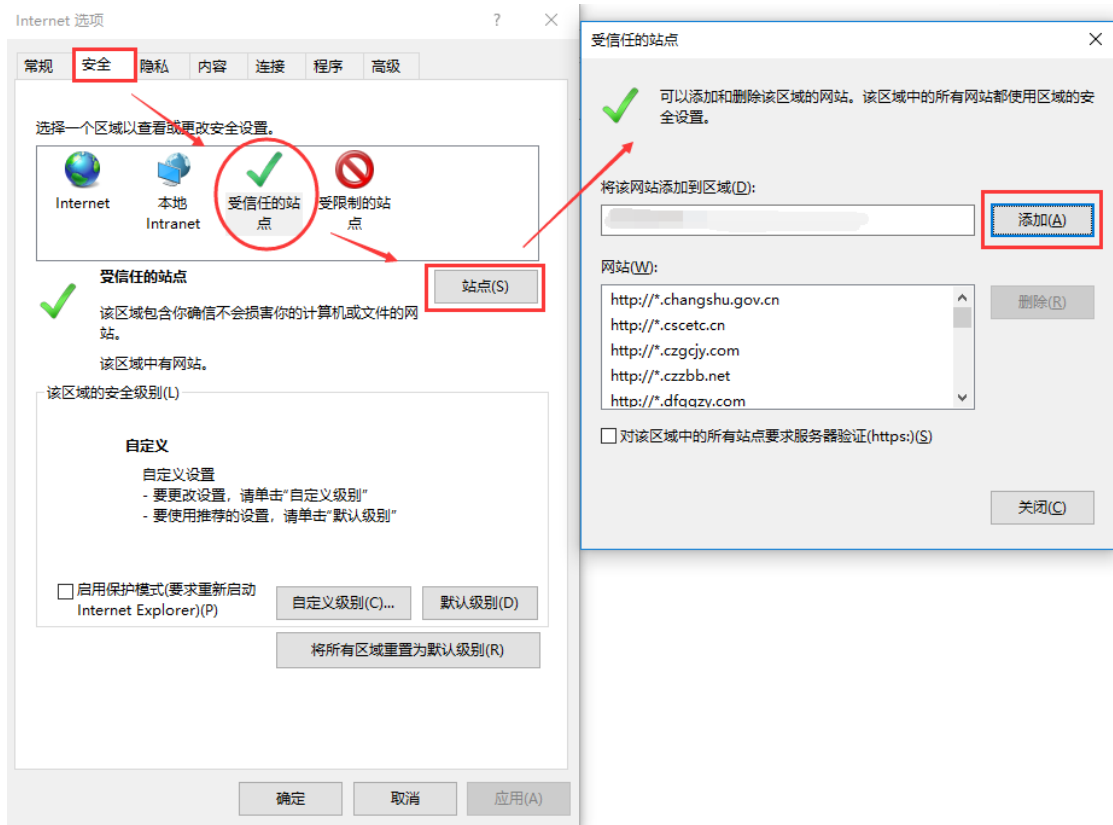 Internet 选项
常规 安全 隐私 内容 连接 程序 高级
选择一个区域以查看或更改安全设置。
Internet
本地
Intranet
受信任的站
点
受限制的站
点
受信任的站点
站点(S)
该区域包含你确信不会损害你的计算机或文件的网
站。
该区域中有网站。
该区域的安全级别(L)
自定义
自定义设置
- 要更改设置，请单击“自定义级别”
- 要使用推荐的设置，请单击“默认级别”
启用保护模式(要求重新启动
Internet Explorer)(P)
自定义级别(C)...
默认级别(D)
将所有区域重置为默认级别(R)
确定
取消
应用(A)
受信任的站点
可以添加和删除该区域的网站。该区域中的所有网站都使用区域的安
全设置。
将该网站添加到区域(D):
添加(A)
网站(W):
http://*.changshu.gov.cn
http://*.cscetc.cn
http://*.czgcjy.com
http://*.czzbb.net
http://*.dfggzy.com
删除(R)
对该区域中的所有站点要求服务器验证(https:)(S)
关闭(C)